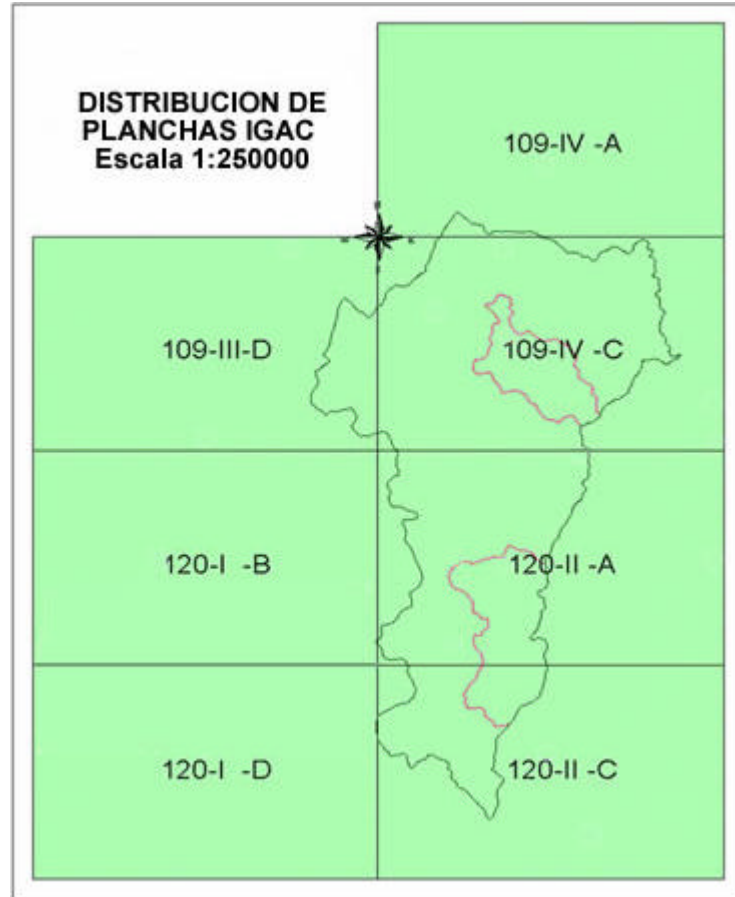 DISTRIBUCION DE
PLANCHAS IGAC
Escala 1:250000
109-IV -A
109-III-D
109-IV -C
120-I -B
120-II -A
120-I -D
120-II -C